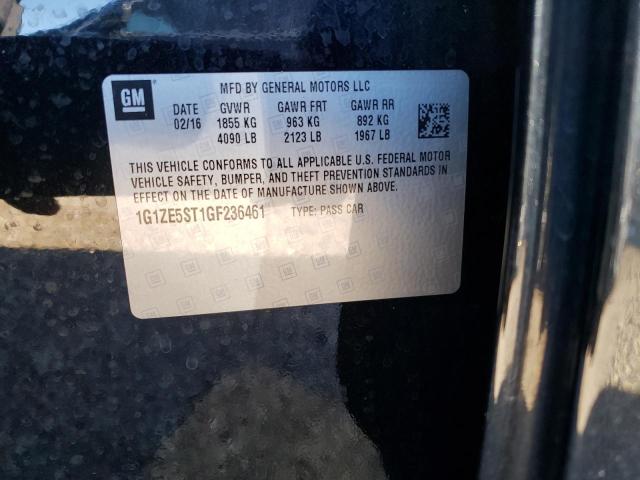 GM
MFD BY GENERAL MOTORS LLC
DATE GVWR GAWR FRT GAWR RR
02/16 1855 KG 963 KG 892 KG
4090 LB 2123 LB 1967 LB
THIS VEHICLE CONFORMS TO ALL APPLICABLE U.S. FEDERAL MOTOR
VEHICLE SAFETY, BUMPER, AND THEFT PREVENTION STANDARDS IN
EFFECT ON THE DATE OF MANUFACTURE SHOWN ABOVE.
1G1ZE5ST1GF236461 TYPE: PASS CAR